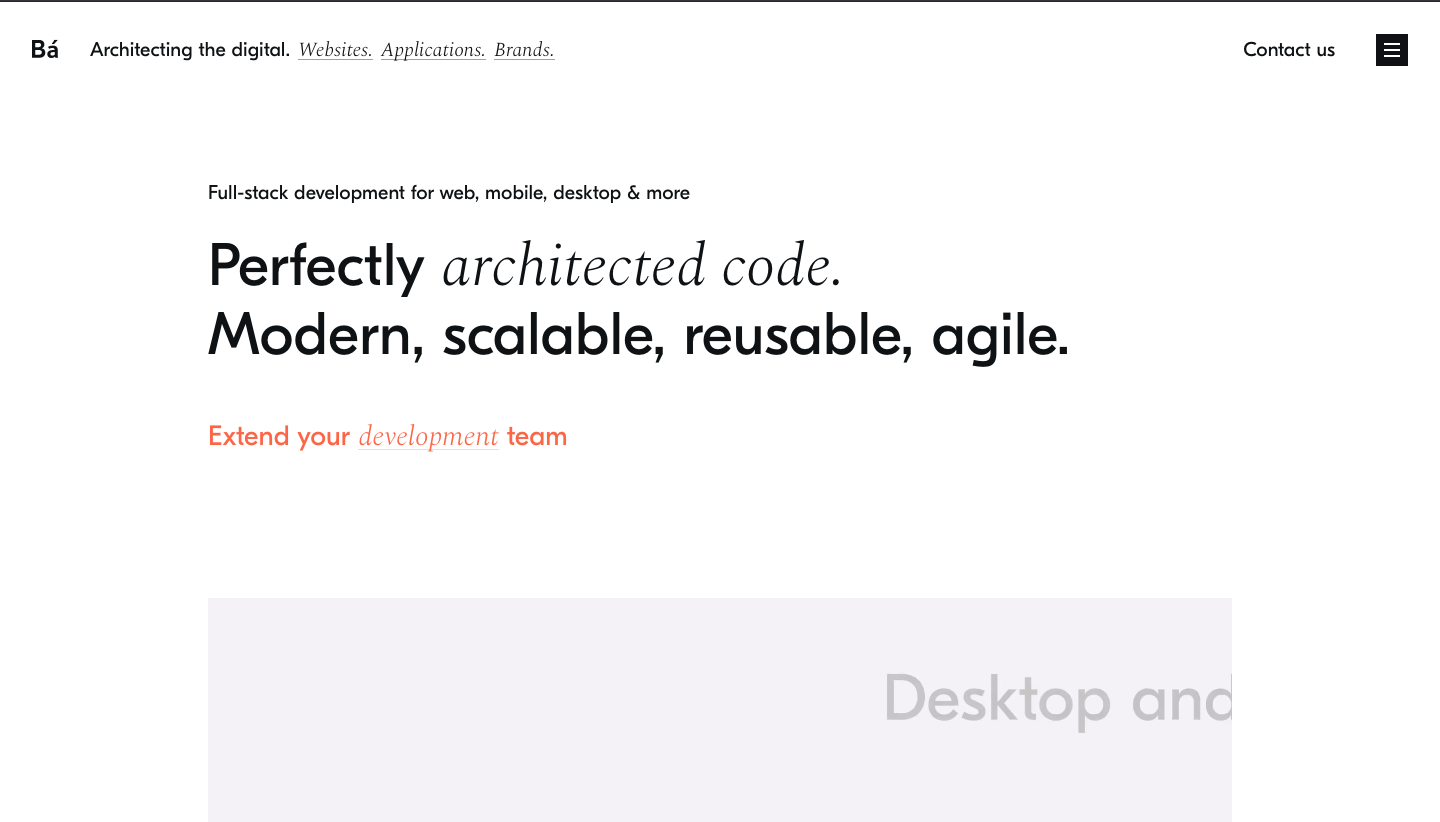 Bá Architecting the digital. Websites. Applications. Brands. Contact us
Full-stack development for web, mobile, desktop & more
Perfectly architected code.
Modern, scalable, reusable, agile.
Extend your development team
Desktop and